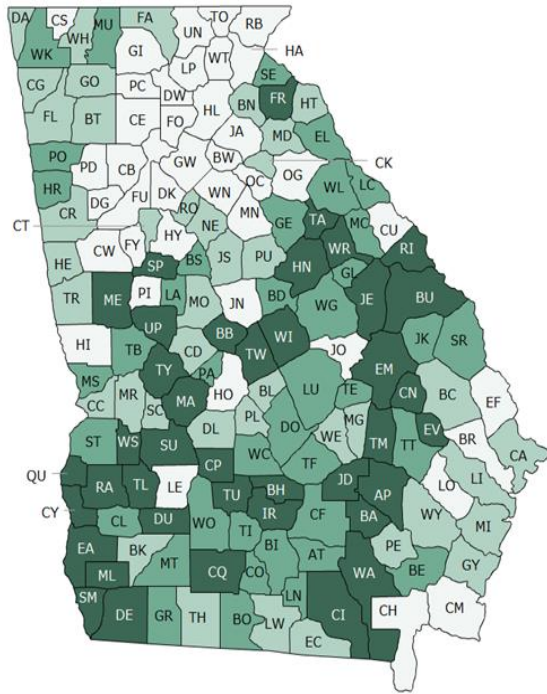 DA CS MU FA UN TO RB
WK WH GI LP WT HA
CG GO PC DW SE
FL BT CE FO HL BN FR HT
JA MD EL
PO PD CB GW BW CK
HR DG FU DK WN OC OG WL LC
CT CR RO NE MN GE TA MC CU
HE CW FY HY BS JS PU HN WR RI
SP GL
TR ME PI LA MO JN BD WG JE BU
HI UP BB WI JK SR
TB TY CD TW JO
MS PA HO LU EM
CC MR SC MA BL TE CN BC EF
ST WS DL PL DO WE MG TM TT EV BR CA
SU WC TF
QU RA TL LE CP TU BH JD AP LO LI
CY CL DU WO IR CF BA WY MI
EA BK MT TI BI AT PE GY
ML CQ CO WA BE
SM DE GR TH BO LW LN CI CH CM
EC